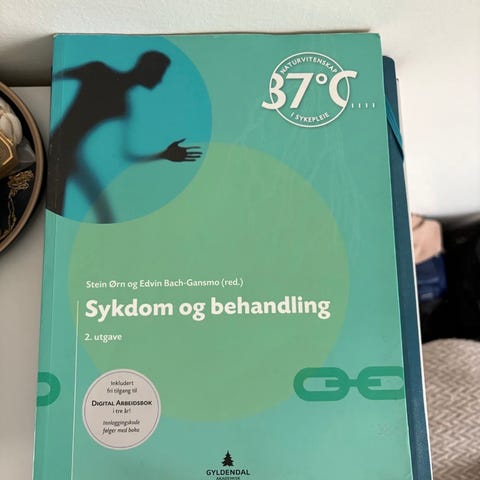 NATURVITENSKAP
37°C
I SYKEPLEIE
Stein Ørn og Edvin Bach-Gansmo (red.)
Sykdom og behandling
2. utgave
Inkludert
fri tilgang til
DIGITAL ARBEIDSBOK
i tre år!
Innloggingskode
følger med boka
GYLDENDAL
AKADEMISK